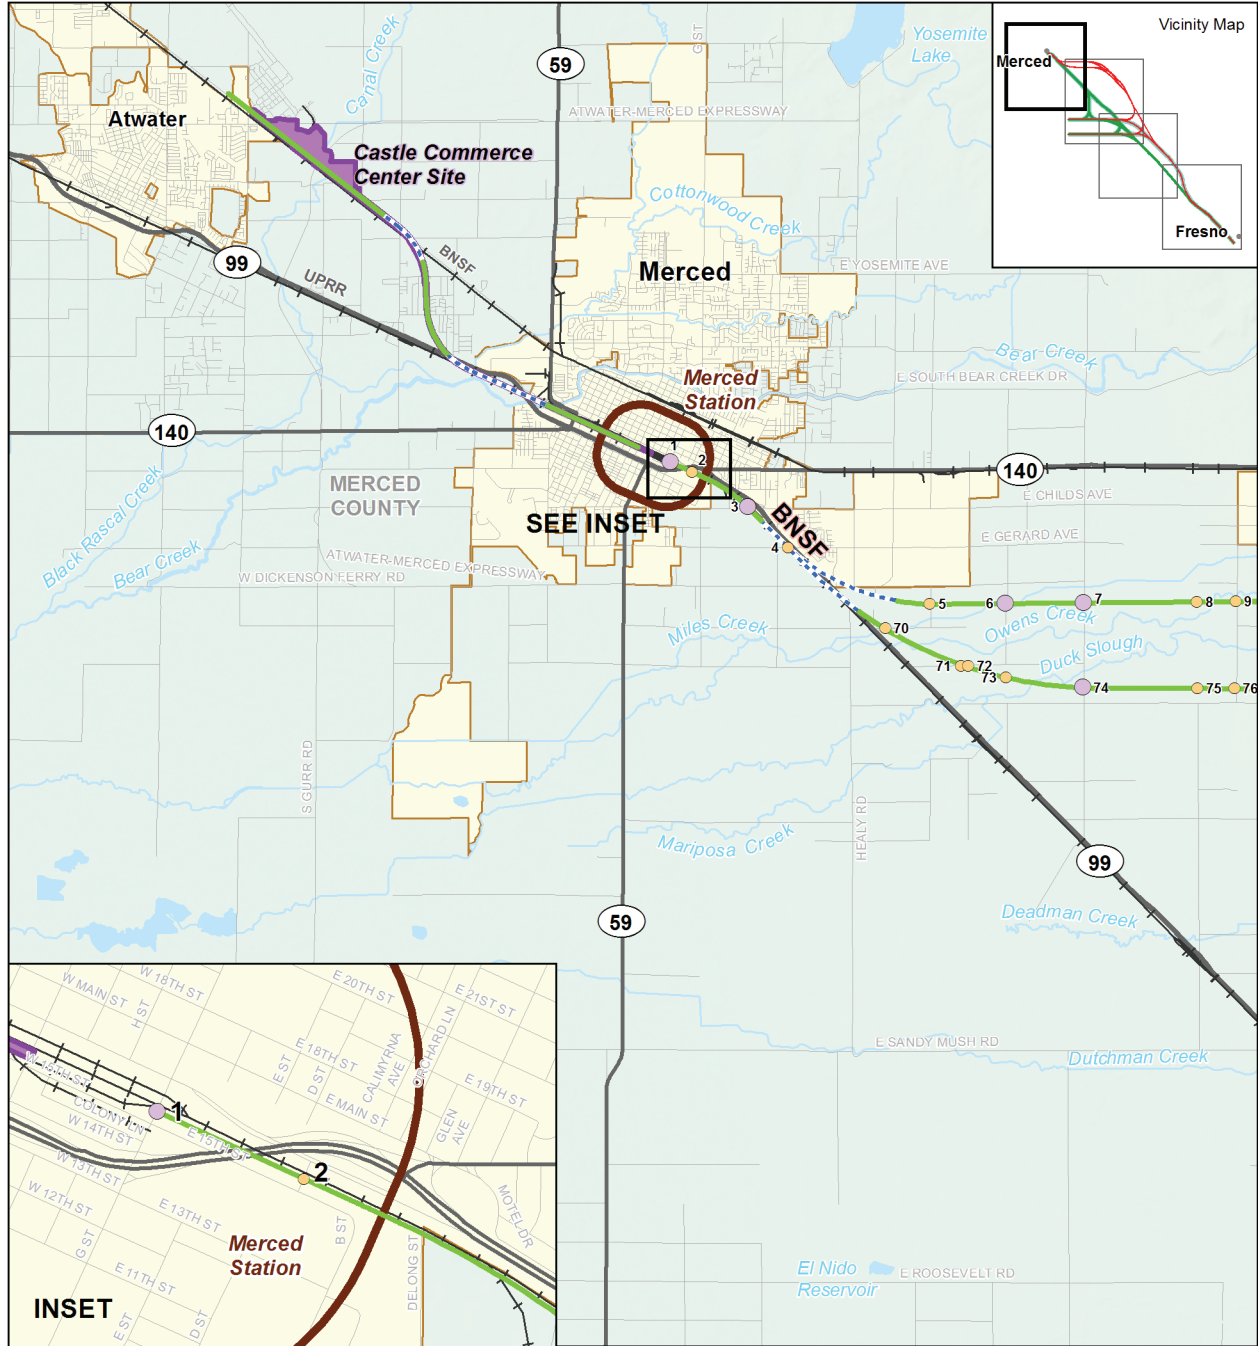 Vicinity Map
Merced
Fresno
Yosemite
Lake
G ST
59
Canal Creek
Atwater
ATWATER-MERCED EXPRESSWAY
Castle Commerce
Center Site
Cottonwood
Creek
99
BNSF
UPRR
Merced
E YOSEMITE AVE
Bear Creek
E SOUTH BEAR CREEK DR
Merced
Station
140
1
2
140
MERCED
COUNTY
E CHILDS AVE
Black Rascal Creek
SEE INSET
3
BNSF
E GERARD AVE
Bear Creek
4
ATWATER-MERCED EXPRESSWAY
W DICKENSON FERRY RD
5
6
7
8
9
Miles Creek
Owens Creek
70
Duck Slough
71
72
73
74
75
76
S GURR RD
HEALY RD
Mariposa Creek
99
Deadman Creek
59
E SANDY MUSH RD
Dutchman Creek
El Nido
Reservoir
E ROOSEVELT RD
W 18TH ST
W MAIN ST
H ST
E 20TH ST
E 21ST ST
ORCHARD LN
CALIMYRNA
AVE
E 18TH ST
E ST
D ST
E 19TH ST
E MAIN ST
GLEN
AVE
W 15TH ST
1
COLONY LN
W 14TH ST
E 15TH ST
2
W 13TH ST
MOTEL DR
W 12TH ST
E 13TH ST
B ST
G ST
Merced
Station
DELONG ST
E 11TH ST
INSET
E ST
D ST